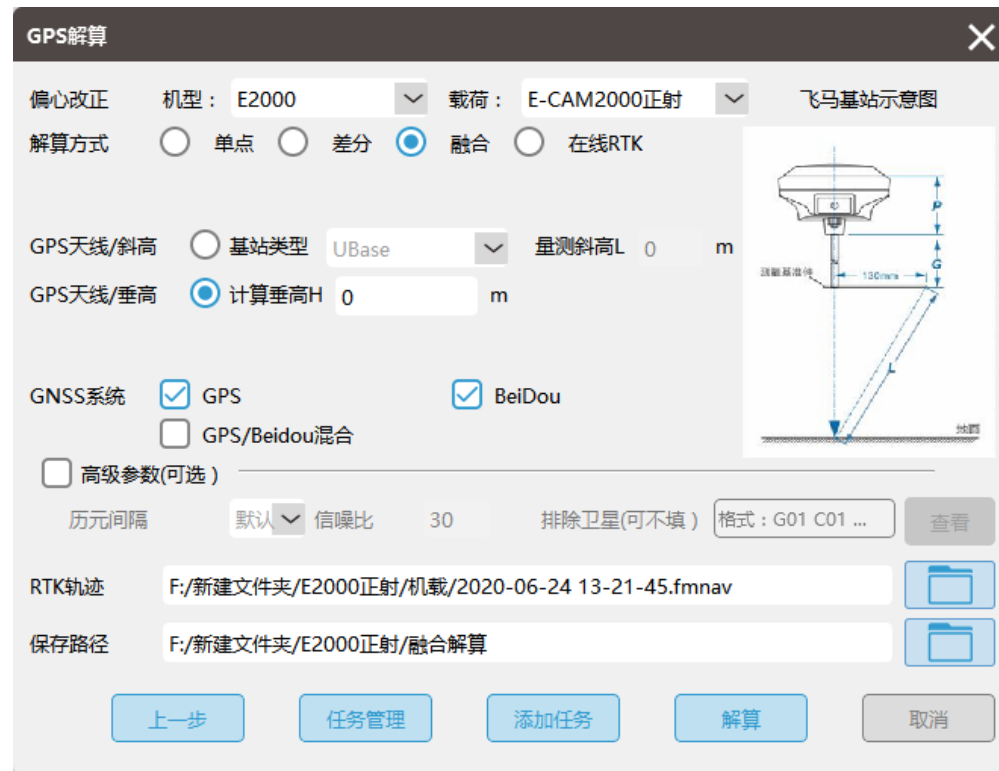 GPS解算
偏心改正 机型： E2000 载荷： E-CAM2000正射 飞马基站示意图
解算方式 单点 差分 融合 在线RTK
GPS天线/斜高 基站类型 UBase 量测斜高L 0 m
GPS天线/垂高 计算垂高H 0 m
P
G
测量基准件 130mm
L
地面
GNSS系统 GPS BeiDou
GPS/Beidou混合
高级参数(可选）
历元间隔 默认 信噪比 30 排除卫星(可不填） 格式：G01 C01 ... 查看
RTK轨迹 F:/新建文件夹/E2000正射/机载/2020-06-24 13-21-45.fmnav
保存路径 F:/新建文件夹/E2000正射/融合解算
上一步 任务管理 添加任务 解算 取消